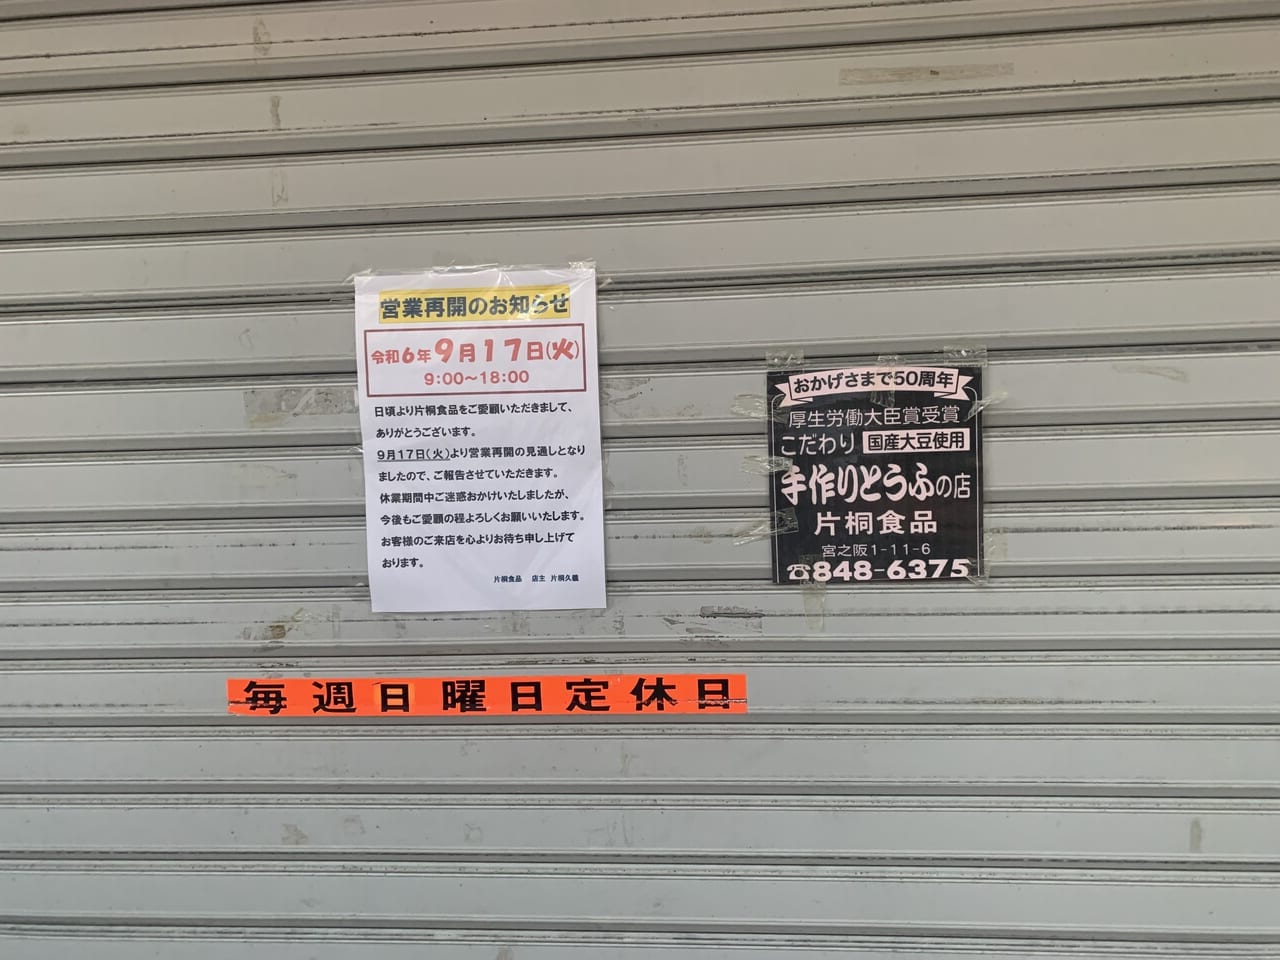 営業再開のお知らせ
令和6年9月17日(火)
9:00～18:00
日頃より片桐食品をご愛顧いただきまして、
ありがとうございます。
9月17日(火)より営業再開の見通しとなり
ましたので、ご報告させていただきます。
休業期間中ご迷惑おかけいたしましたが、
今後もご愛顧の程よろしくお願いいたします。
お客様のご来店を心よりお待ち申し上げて
おります。
片桐食品 店主 片桐久義
おかげさまで50周年
厚生労働大臣賞受賞
こだわり 国産大豆使用
手作りとうふの店
片桐食品
宮之阪1-11-6
☎848-6375
毎週日曜日定休日